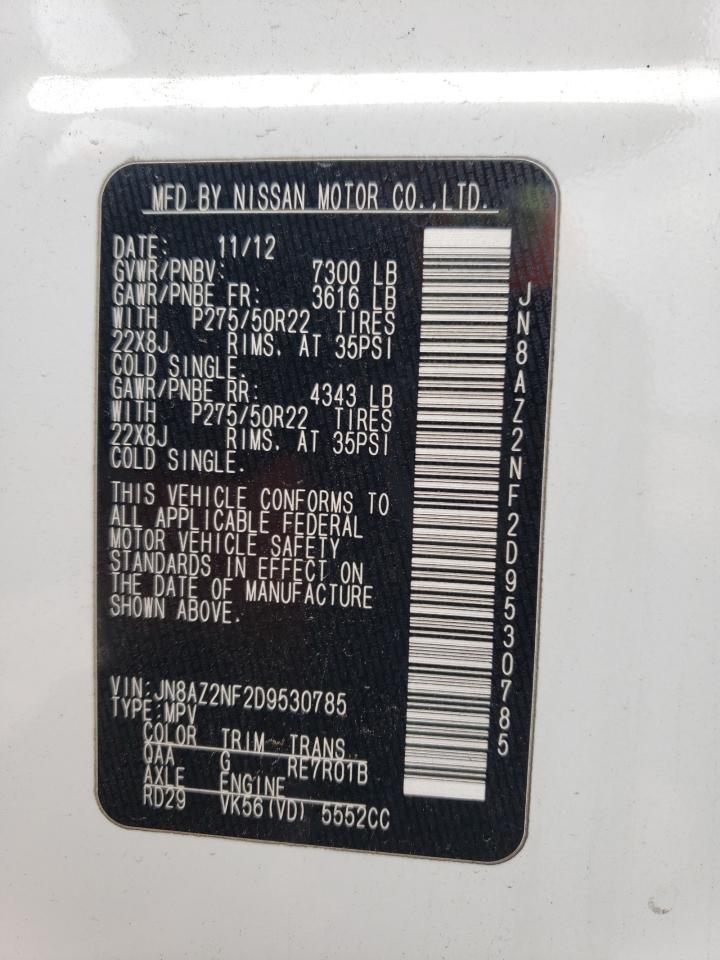 MFD BY NISSAN MOTOR CO.,LTD.
DATE: 11/12
GVWR/PNBV: 7300 LB
GAWR/PNBE FR: 3616 LB
WITH P275/50R22 TIRES
22X8J RIMS. AT 35PSI
COLD SINGLE.
GAWR/PNBE RR: 4343 LB
WITH P275/50R22 TIRES
22X8J RIMS. AT 35PSI
COLD SINGLE.
THIS VEHICLE CONFORMS TO
ALL APPLICABLE FEDERAL
MOTOR VEHICLE SAFETY
STANDARDS IN EFFECT ON
THE DATE OF MANUFACTURE
SHOWN ABOVE.
VIN:JN8AZ2NF2D9530785
TYPE:MPV
COLOR TRIM TRANS.
QAA G RE7R01B
AXLE ENGINE
RD29 VK56(VD) 5552CC
JN8AZ2NF2D9530785